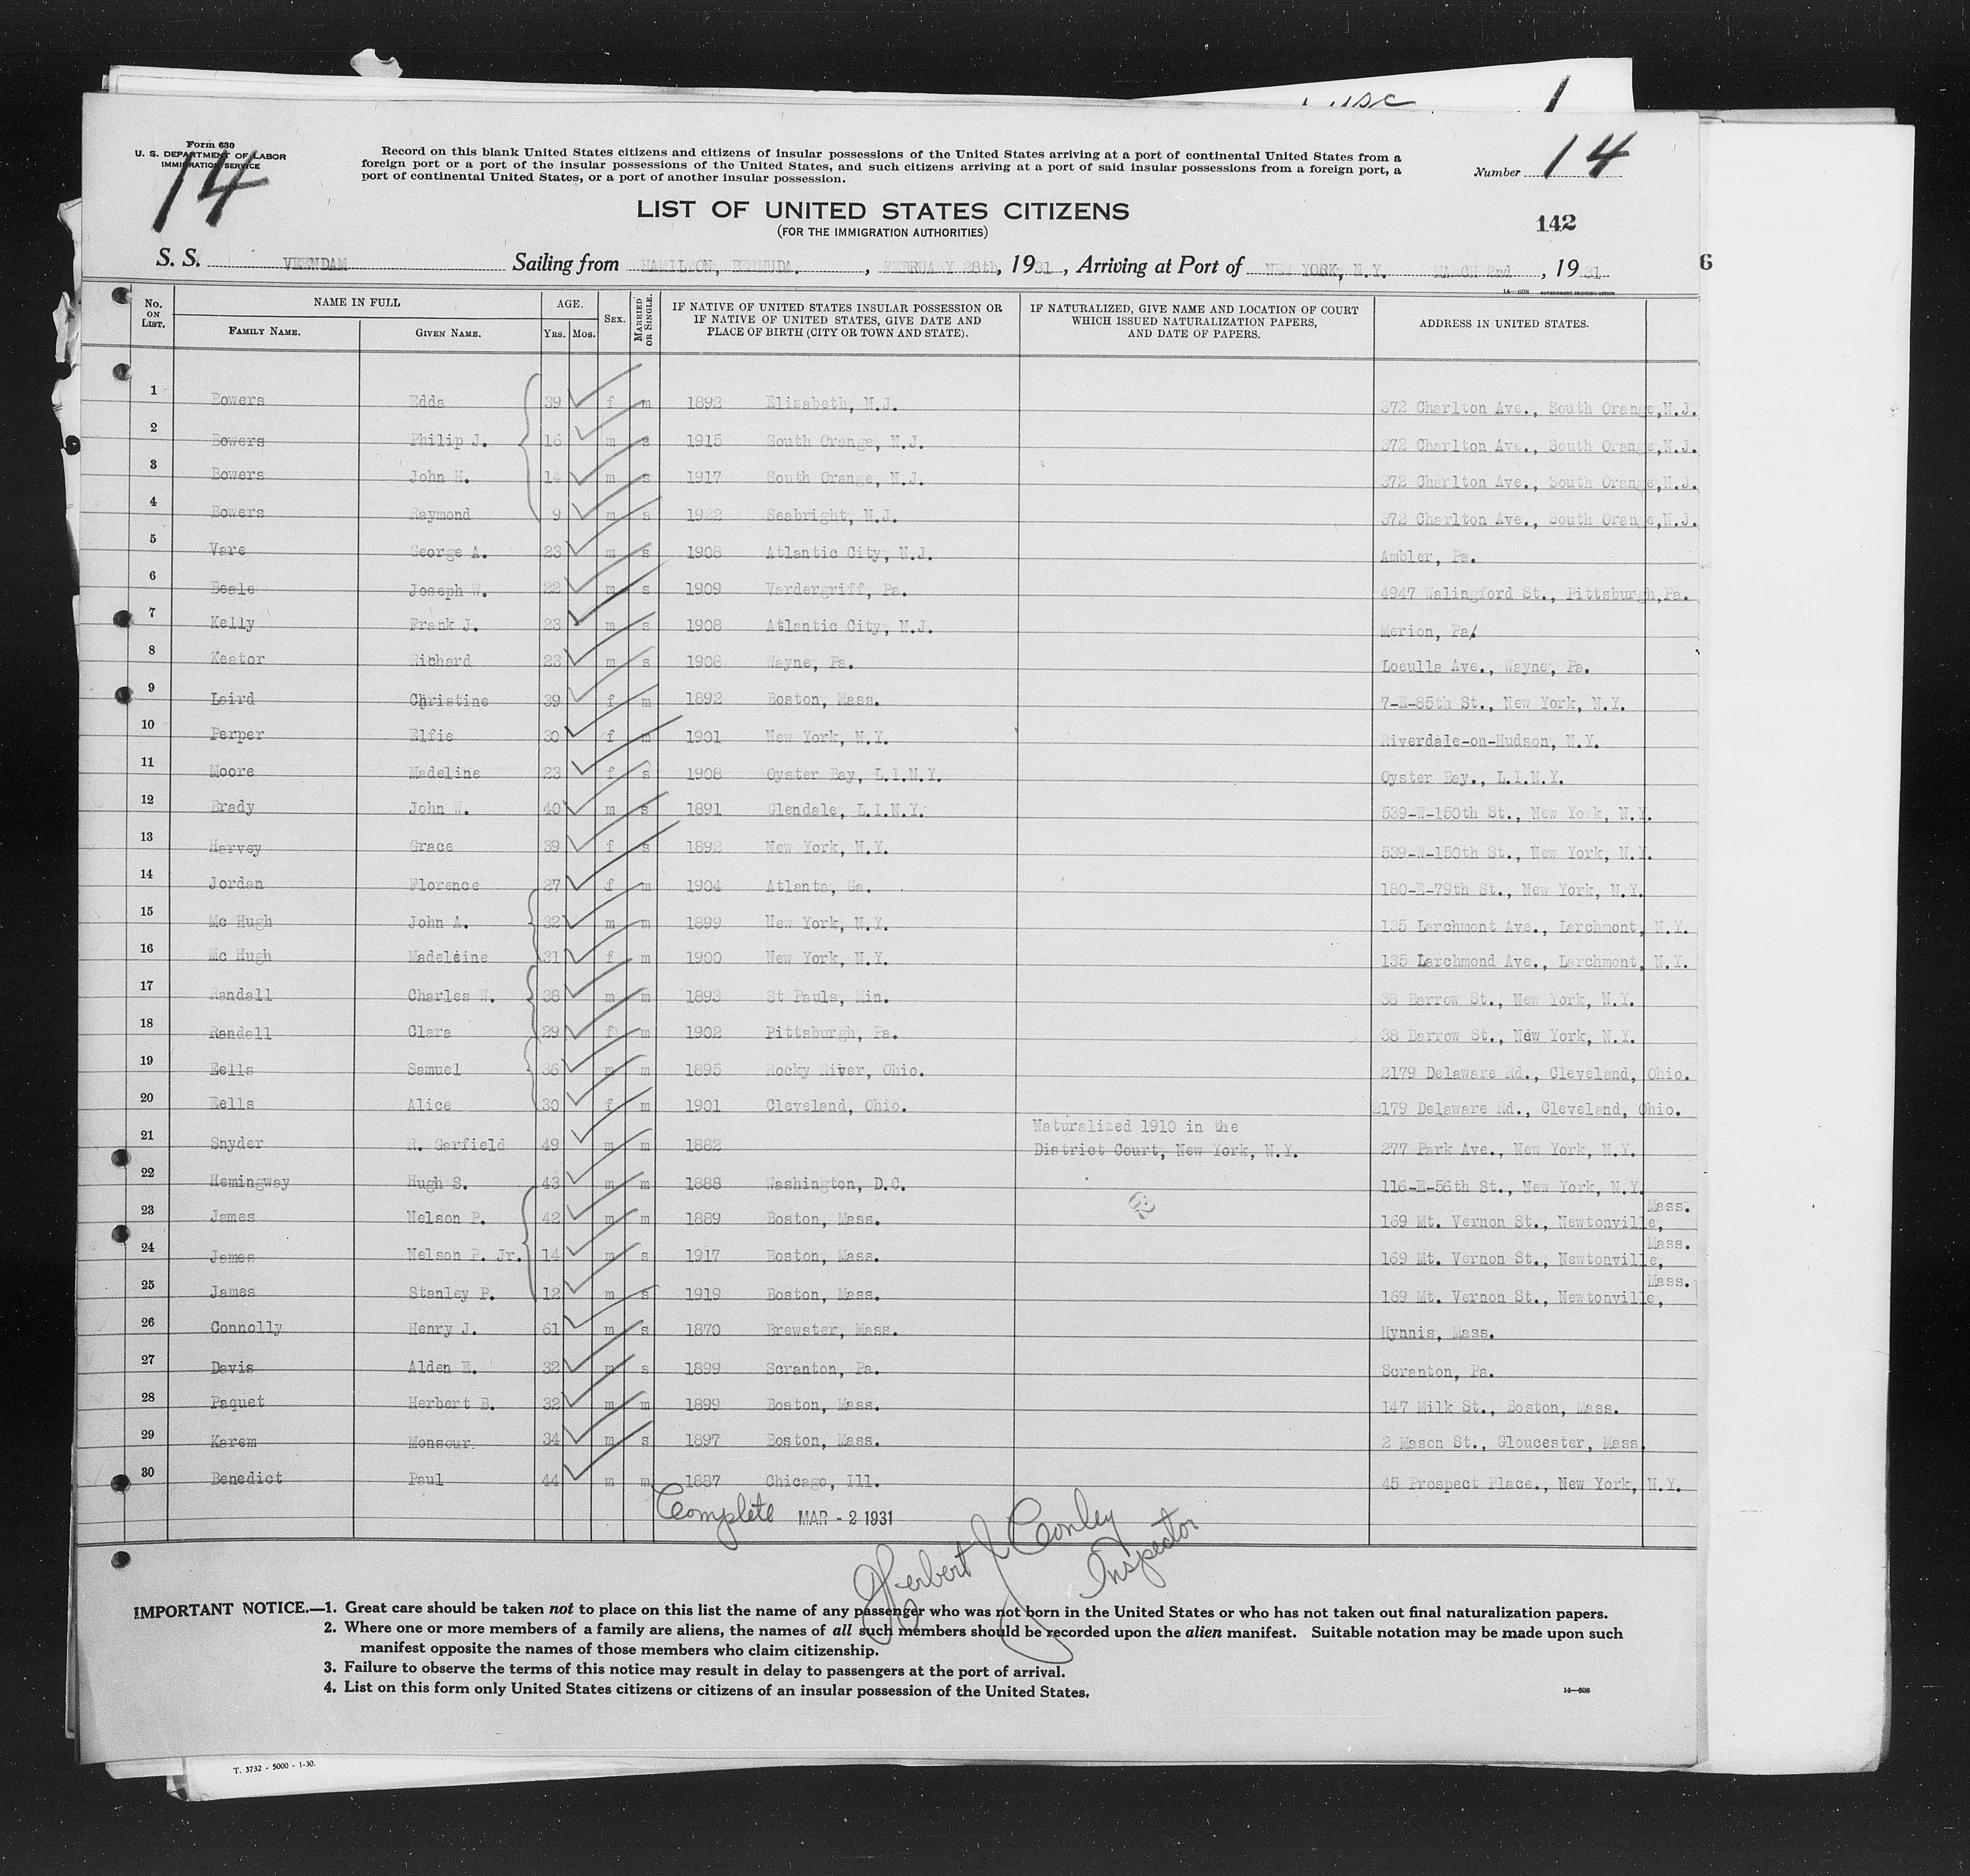 usc 1
Form 630
U. S. DEPARTMENT OF LABOR
IMMIGRATION SERVICE
14
Record on this blank United States citizens and citizens of insular possessions of the United States arriving at a port of continental United States from a
foreign port or a port of the insular possessions of the United States, and such citizens arriving at a port of said insular possessions from a foreign port, a
port of continental United States, or a port of another insular possession.
Number 14
LIST OF UNITED STATES CITIZENS
(FOR THE IMMIGRATION AUTHORITIES)
142
S. S. VEENDAM Sailing from HAMILTON, BERMUDA. , FEBRUARY 28th, 1931, Arriving at Port of NEW YORK, N.Y. MARCH 2nd , 1931
6
14—608 GOVERNMENT PRINTING OFFICE
No. ON LIST. NAME IN FULL FAMILY NAME. GIVEN NAME. AGE. YRS. MOS. SEX. MARRIED OR SINGLE. IF NATIVE OF UNITED STATES INSULAR POSSESSION OR IF NATIVE OF UNITED STATES, GIVE DATE AND PLACE OF BIRTH (CITY OR TOWN AND STATE). IF NATURALIZED, GIVE NAME AND LOCATION OF COURT WHICH ISSUED NATURALIZATION PAPERS, AND DATE OF PAPERS. ADDRESS IN UNITED STATES.
1 Bowers Edda 39 f m 1892 Elizabeth, N.J. 372 Charlton Ave., South Orange,N.J.
2 Bowers Philip J. 16 m s 1915 South Orange, N.J. 372 Charlton Ave., South Orange,N.J.
3 Bowers John H. 14 m s 1917 South Orange, N.J. 372 Charlton Ave., South Orange,N.J.
4 Bowers Raymond 9 m s 1922 Seabright, N.J. 372 Charlton Ave., South Orange,N.J.
5 Vare George A. 23 m s 1908 Atlantic City, N.J. Ambler, Pa.
6 Beale Joseph W. 22 m s 1909 Vardergriff, Pa. 4947 Walingford St., Pittsburgh,Pa.
7 Kelly Frank J. 23 m s 1908 Atlantic City, N.J. Merion, Pa/
8 Keator Richard 23 m s 1908 Wayne, Pa. Loeulla Ave., Wayne, Pa.
9 Laird Christine 39 f m 1892 Boston, Mass. 7-E-85th St., New York, N.Y.
10 Perper Elfie 30 f m 1901 New York, N.Y. Riverdale-on-Hudson, N.Y.
11 Moore Madeline 23 f s 1908 Oyster Bay, L.I.N.Y. Oyster Bay., L.I.N.Y.
12 Brady John W. 40 m s 1891 Glendale, L.I.N.Y. 539-W-150th St., New York, N.Y.
13 Harvey Grace 39 f s 1892 New York, N.Y. 539-W-150th St., New York, N.Y.
14 Jordan Florence 27 f m 1904 Atlanta, Ga. 180-E-79th St., New York, N.Y.
15 Mc Hugh John A. 32 m m 1899 New York, N.Y. 135 Larchmont Ave., Larchmont, N.Y.
16 Mc Hugh Madeleine 31 f m 1900 New York, N.Y. 135 Larchmond Ave., Larchmont, N.Y.
17 Randall Charles W. 38 m m 1893 St Pauls, Min. 38 Barrow St., New York, N.Y.
18 Randall Clara 29 f m 1902 Pittsburgh, Pa. 38 Barrow St., New York, N.Y.
19 Eells Samuel 36 m m 1895 Rocky River, Ohio. 2179 Delaware Rd., Cleveland, Ohio.
20 Eells Alice 30 f m 1901 Cleveland, Ohio. 2179 Delaware Rd., Cleveland, Ohio.
21 Snyder R. Garfield 49 m m 1882 Naturalized 1910 in the District Court, New York, N.Y. 277 Park Ave., New York, N.Y.
22 Hemingway Hugh S. 43 m m 1888 Washington, D.C. 116-E-56th St., New York, N.Y.
23 James Nelson P. 42 m m 1889 Boston, Mass. 169 Mt. Vernon St., Newtonville, Mass.
24 James Nelson P. Jr. 14 m s 1917 Boston, Mass. 169 Mt. Vernon St., Newtonville, Mass.
25 James Stanley P. 12 m s 1919 Boston, Mass. 169 Mt. Vernon St., Newtonville, Mass.
26 Connolly Henry J. 61 m s 1870 Brewster, Mass. Hynnis, Mass.
27 Davis Alden E. 32 m s 1899 Scranton, Pa. Scranton, Pa.
28 Paquet Herbert B. 32 m m 1899 Boston, Mass. 147 Milk St., Boston, Mass.
29 Karem Monsour 34 m s 1897 Boston, Mass. 2 Mason St., Gloucester, Mass.
30 Benedict Paul 44 m m 1887 Chicago, Ill. 45 Prospect Place., New York, N.Y.
Complete MAR - 2 1931
Herbert J Conley
Inspector
IMPORTANT NOTICE.—1. Great care should be taken not to place on this list the name of any passenger who was not born in the United States or who has not taken out final naturalization papers.
2. Where one or more members of a family are aliens, the names of all such members should be recorded upon the alien manifest. Suitable notation may be made upon such
manifest opposite the names of those members who claim citizenship.
3. Failure to observe the terms of this notice may result in delay to passengers at the port of arrival.
4. List on this form only United States citizens or citizens of an insular possession of the United States.
14—608
T. 3732 - 5000 - 1-30.